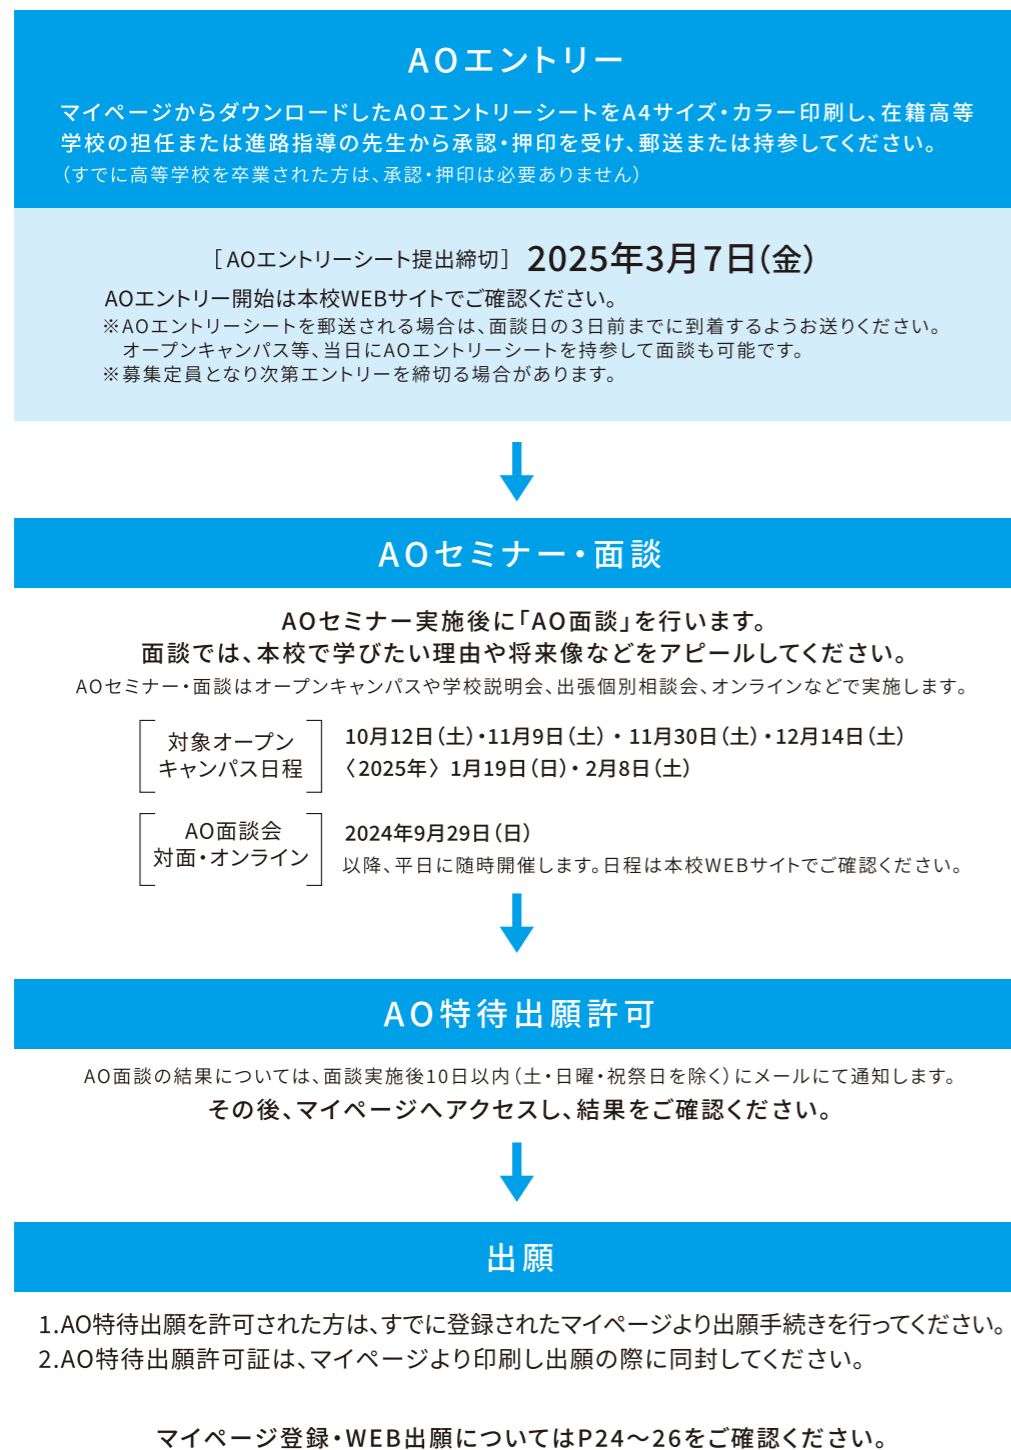 AOエントリー
マイページからダウンロードしたAOエントリーシートをA4サイズ・カラー印刷し、在籍高等
学校の担任または進路指導の先生から承認・押印を受け、郵送または持参してください。
（すでに高等学校を卒業された方は、承認・押印は必要ありません）
［AOエントリーシート提出締切］ 2025年3月7日（金）
AOエントリー開始は本校WEBサイトでご確認ください。
※AOエントリーシートを郵送される場合は、面談日の3日前までに到着するようお送りください。
オープンキャンパス等、当日にAOエントリーシートを持参して面談も可能です。
※募集定員となり次第エントリーを締切る場合があります。
AOセミナー・面談
AOセミナー実施後に「AO面談」を行います。
面談では、本校で学びたい理由や将来像などをアピールしてください。
AOセミナー・面談はオープンキャンパスや学校説明会、出張個別相談会、オンラインなどで実施します。
対象オープン
キャンパス日程
10月12日（土）・11月9日（土）・11月30日（土）・12月14日（土）
〈2025年〉1月19日（日）・2月8日（土）
AO面談会
対面・オンライン
2024年9月29日（日）
以降、平日に随時開催します。日程は本校WEBサイトでご確認ください。
AO特待出願許可
AO面談の結果については、面談実施後10日以内（土・日曜・祝祭日を除く）にメールにて通知します。
その後、マイページへアクセスし、結果をご確認ください。
出願
1.AO特待出願を許可された方は、すでに登録されたマイページより出願手続きを行ってください。
2.AO特待出願許可証は、マイページより印刷し出願の際に同封してください。
マイページ登録・WEB出願についてはP24～26をご確認ください。